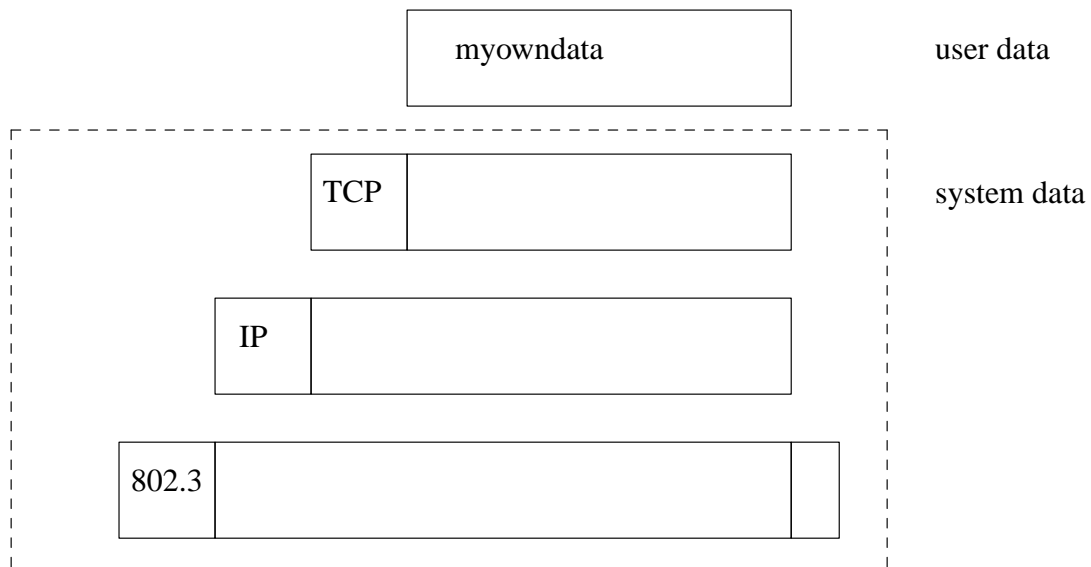 myowndata
user data
TCP
system data
IP
802.3